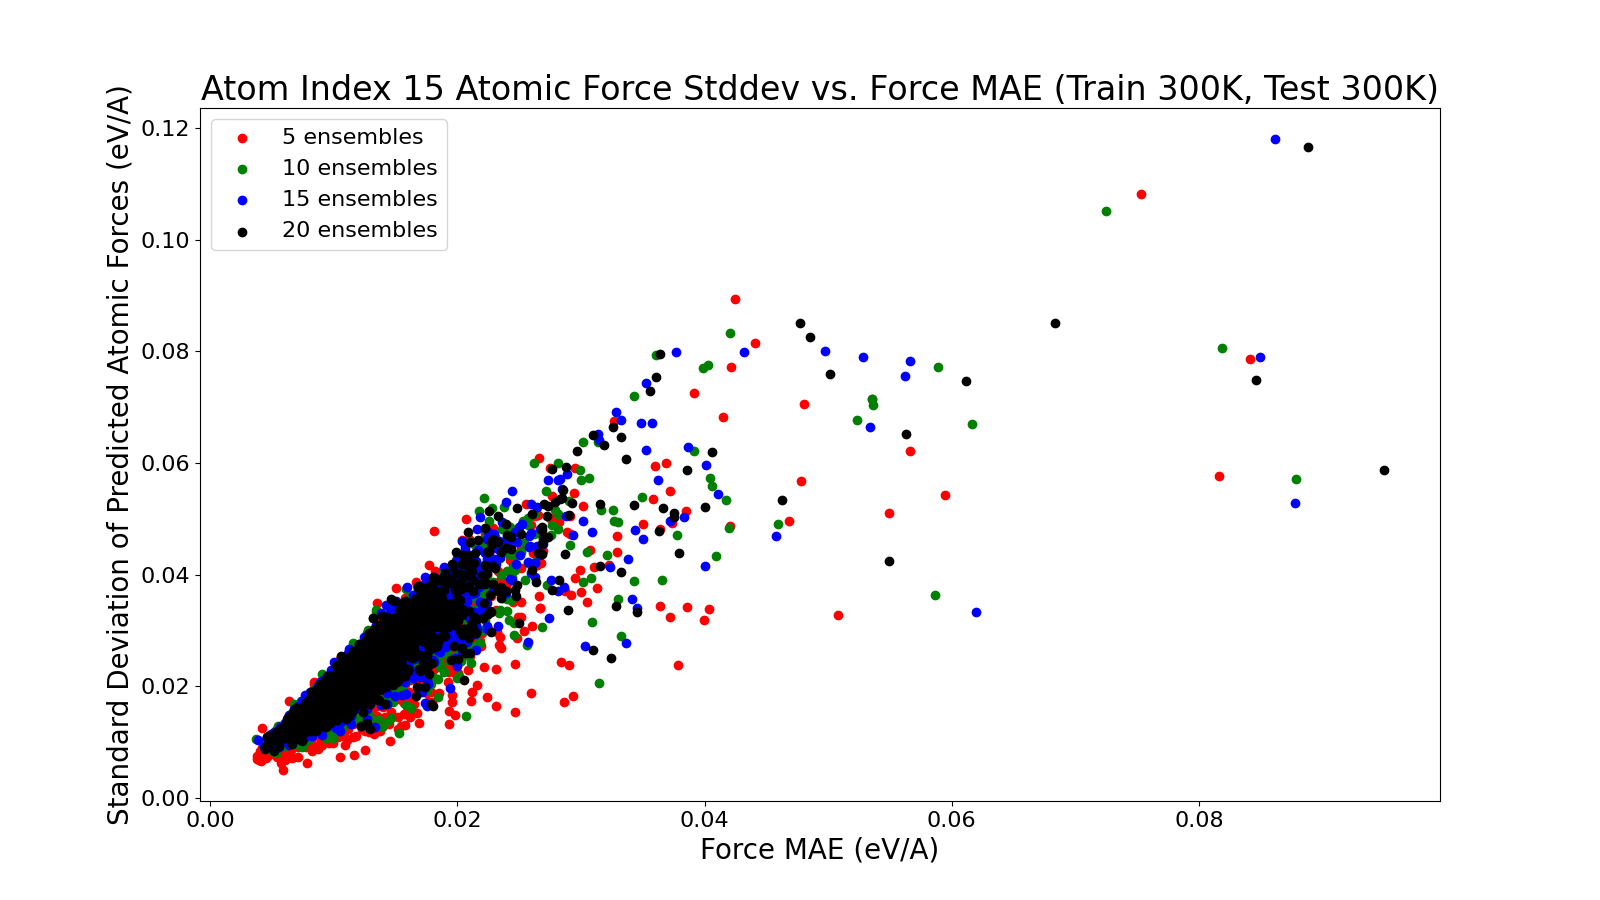 Atom Index 15 Atomic Force Stddev vs. Force MAE (Train 300K, Test 300K)
Standard Deviation of Predicted Atomic Forces (eV/A)
0.12
0.10
0.08
0.06
0.04
0.02
0.00
5 ensembles
10 ensembles
15 ensembles
20 ensembles
0.00 0.02 0.04 0.06 0.08
Force MAE (eV/A)